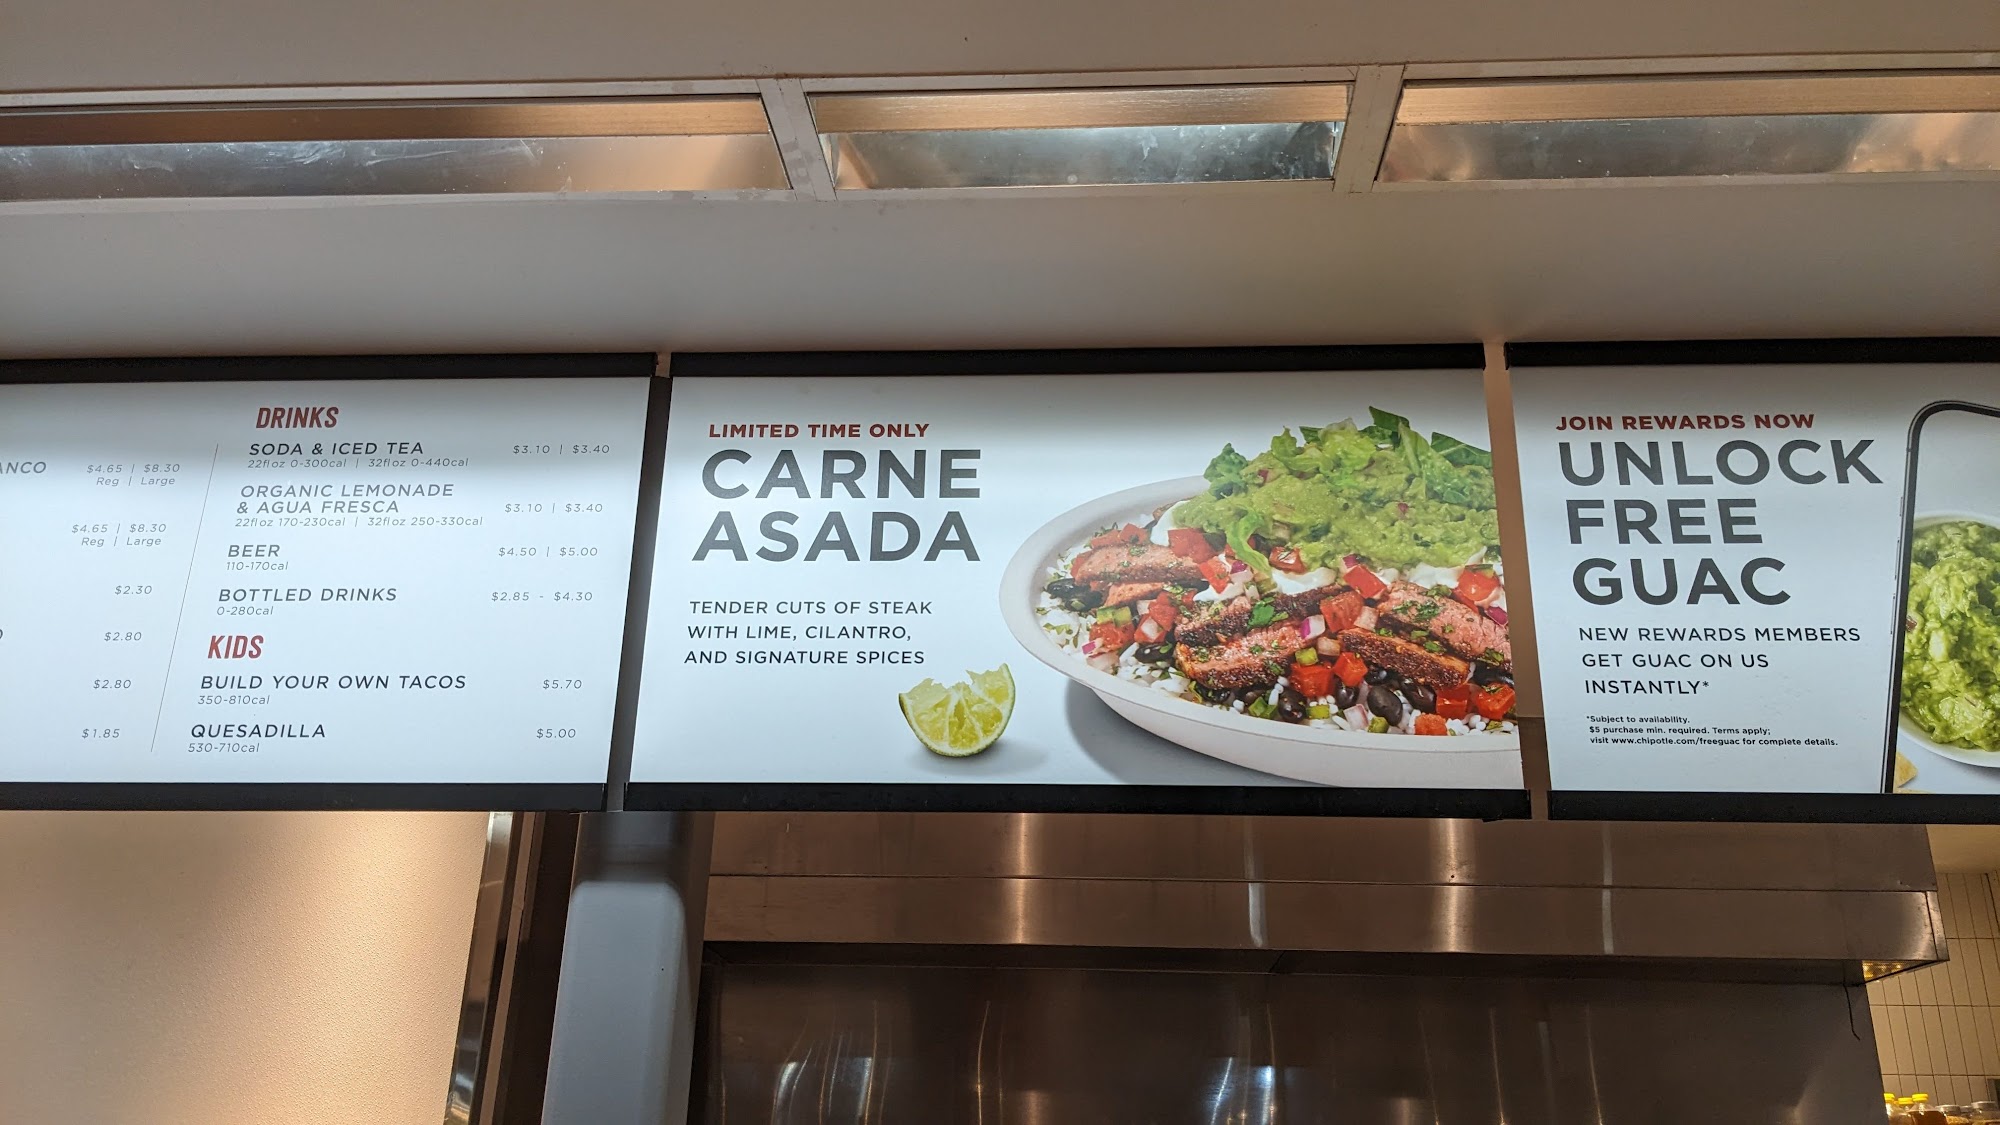 $4.65 | $8.30
Reg | Large
$4.65 | $8.30
Reg | Large
$2.30
$2.80
$2.80
$1.85
DRINKS
SODA & ICED TEA $3.10 | $3.40
22floz 0-300cal | 32floz 0-440cal
ORGANIC LEMONADE
& AGUA FRESCA $3.10 | $3.40
22floz 170-230cal | 32floz 250-330cal
BEER $4.50 | $5.00
110-170cal
BOTTLED DRINKS $2.85 - $4.30
0-280cal
KIDS
BUILD YOUR OWN TACOS $5.70
350-810cal
QUESADILLA $5.00
530-710cal
LIMITED TIME ONLY
CARNE
ASADA
TENDER CUTS OF STEAK
WITH LIME, CILANTRO,
AND SIGNATURE SPICES
JOIN REWARDS NOW
UNLOCK
FREE
GUAC
NEW REWARDS MEMBERS
GET GUAC ON US
INSTANTLY*
*Subject to availability.
$5 purchase min. required. Terms apply;
visit www.chipotle.com/freeguac for complete details.